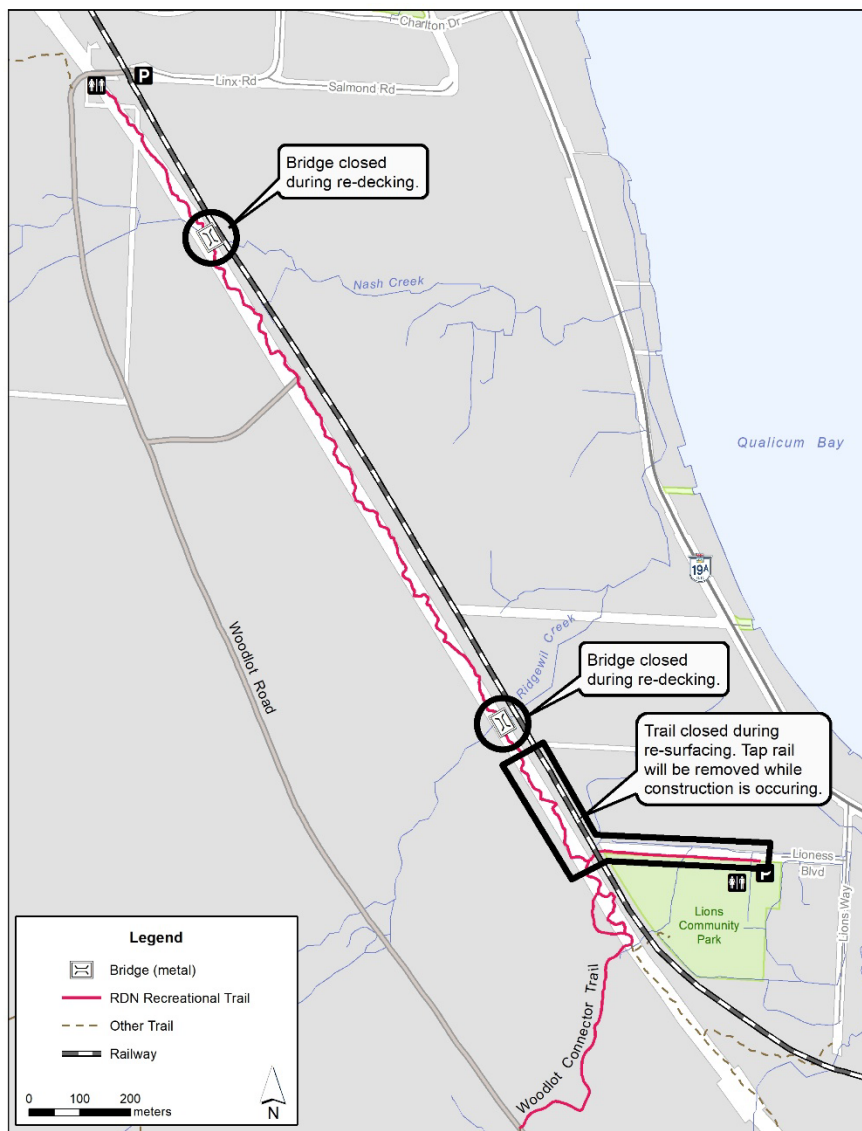 Charlton Dr
P
Linx Rd
Salmond Rd
Bridge closed
during re-decking.
Nash Creek
Qualicum Bay
19A
Woodlot Road
Ridgewil Creek
Bridge closed
during re-decking.
Trail closed during
re-surfacing. Tap rail
will be removed while
construction is occuring.
Lioness
Blvd
P
Lions Way
Lions
Community
Park
Woodlot Connector Trail
Legend
Bridge (metal)
RDN Recreational Trail
Other Trail
Railway
0 100 200
meters
N